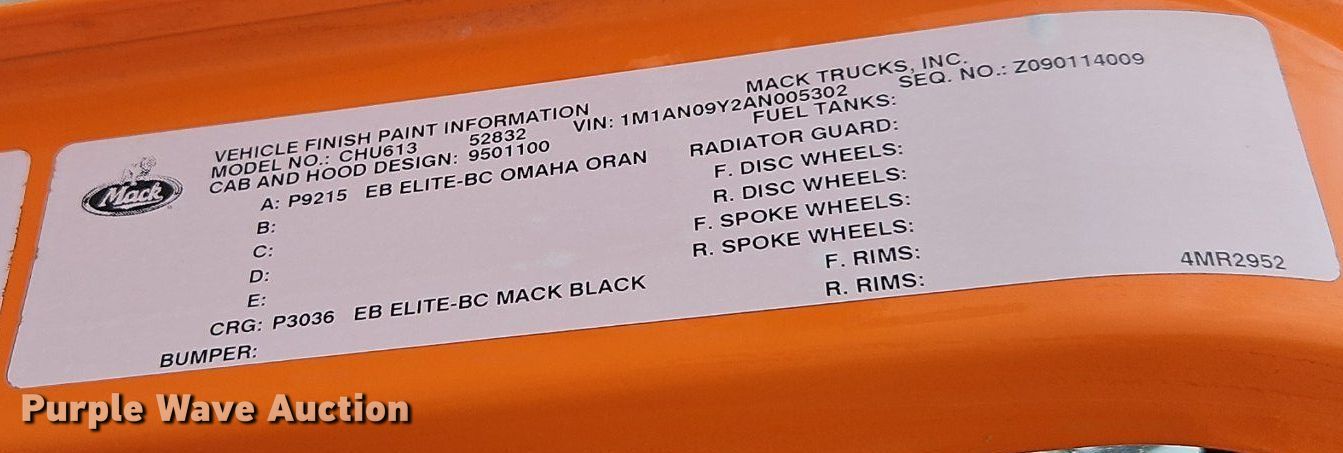 VEHICLE FINISH PAINT INFORMATION MACK TRUCKS, INC.
MODEL NO.: CHU613 52832 VIN: 1M1AN09Y2AN005302 SEQ. NO.: Z090114009
CAB AND HOOD DESIGN: 9501100 FUEL TANKS:
A: P9215 EB ELITE-BC OMAHA ORAN RADIATOR GUARD:
B: F. DISC WHEELS:
C: R. DISC WHEELS:
D: F. SPOKE WHEELS:
E: R. SPOKE WHEELS:
CRG: P3036 EB ELITE-BC MACK BLACK F. RIMS:
BUMPER: R. RIMS:
4MR2952
Mack
Purple Wave Auction